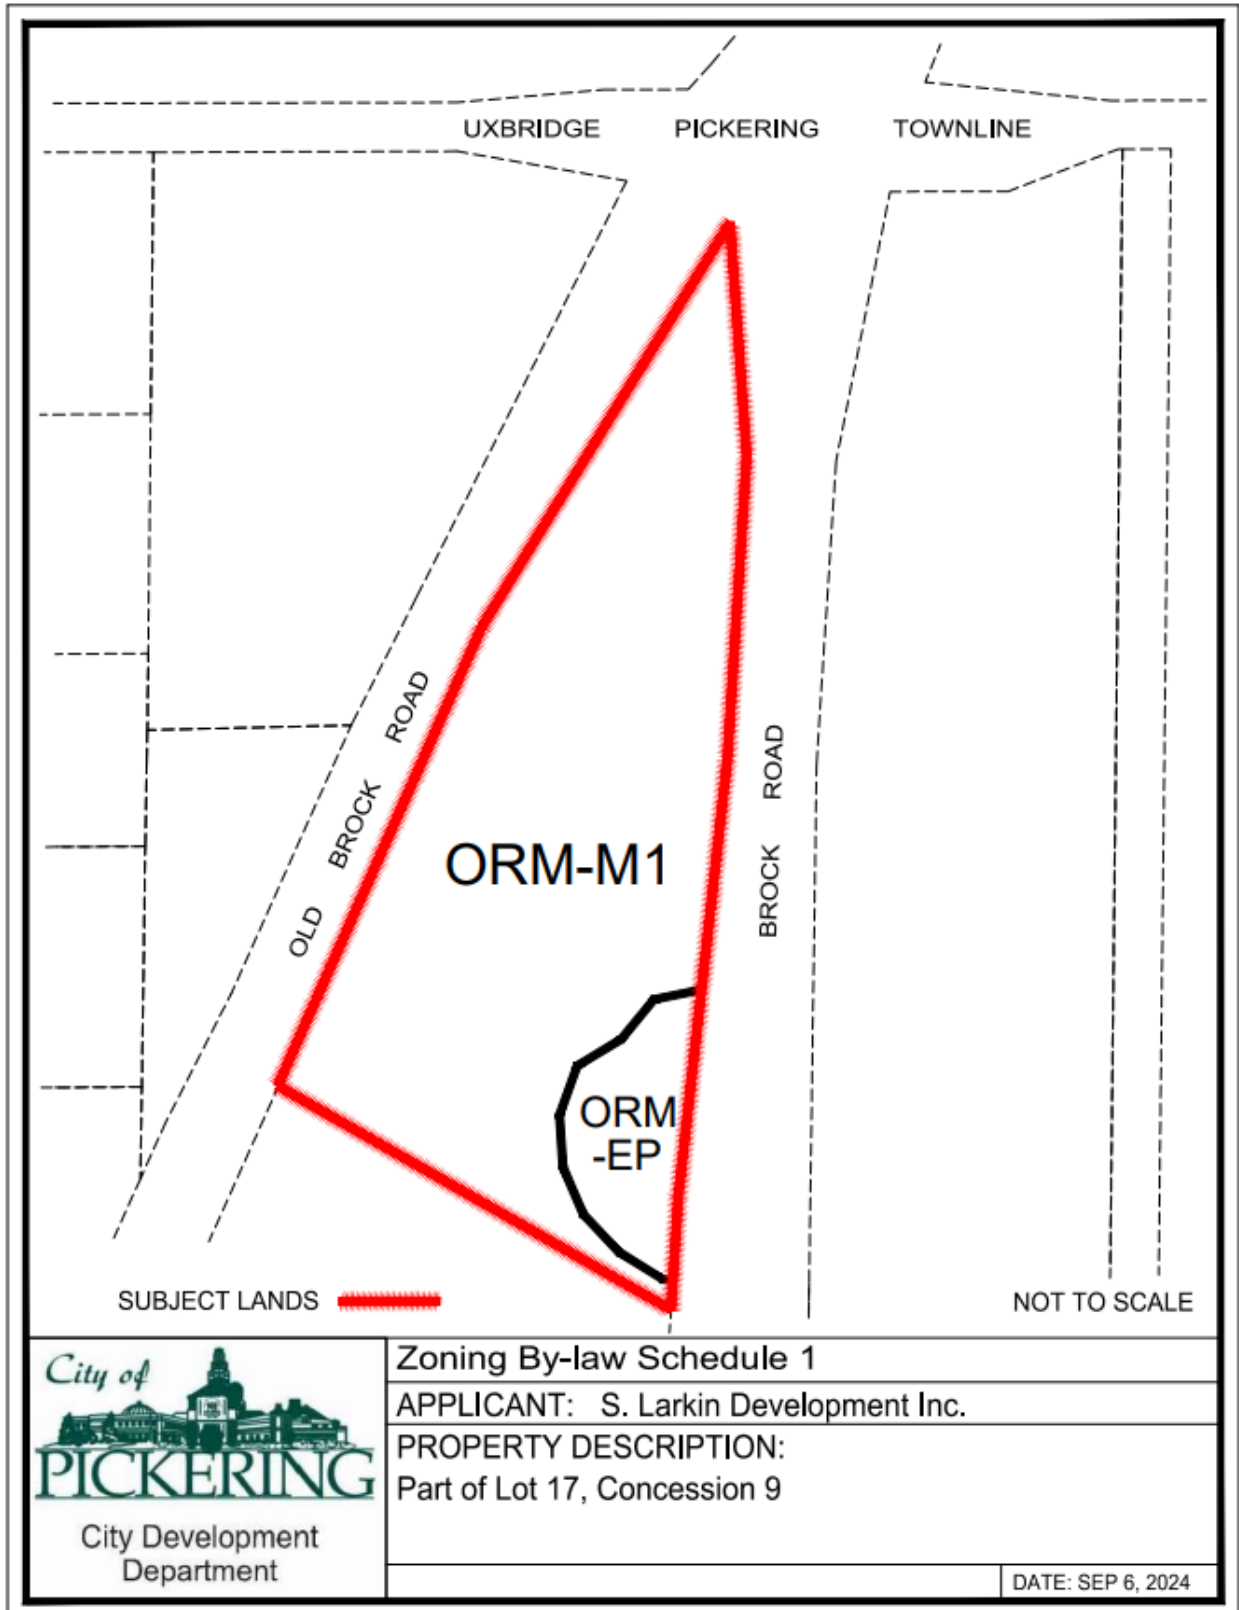 UXBRIDGE PICKERING TOWNLINE
OLD BROCK ROAD
BROCK ROAD
ORM-M1
ORM
-EP
SUBJECT LANDS
NOT TO SCALE
City of
PICKERING
City Development
Department
Zoning By-law Schedule 1
APPLICANT: S. Larkin Development Inc.
PROPERTY DESCRIPTION:
Part of Lot 17, Concession 9
DATE: SEP 6, 2024